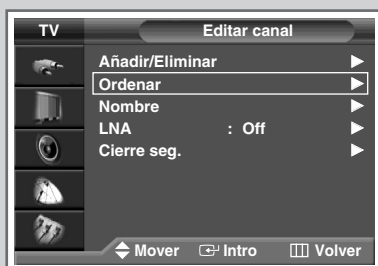 TV Editar canal
Añadir/Eliminar
Ordenar
Nombre
LNA : Off
Cierre seg.
Mover Intro Volver